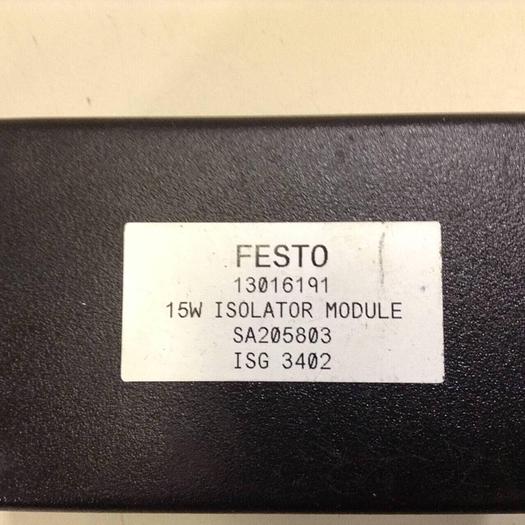 FESTO
13016191
15W ISOLATOR MODULE
SA205803
ISG 3402